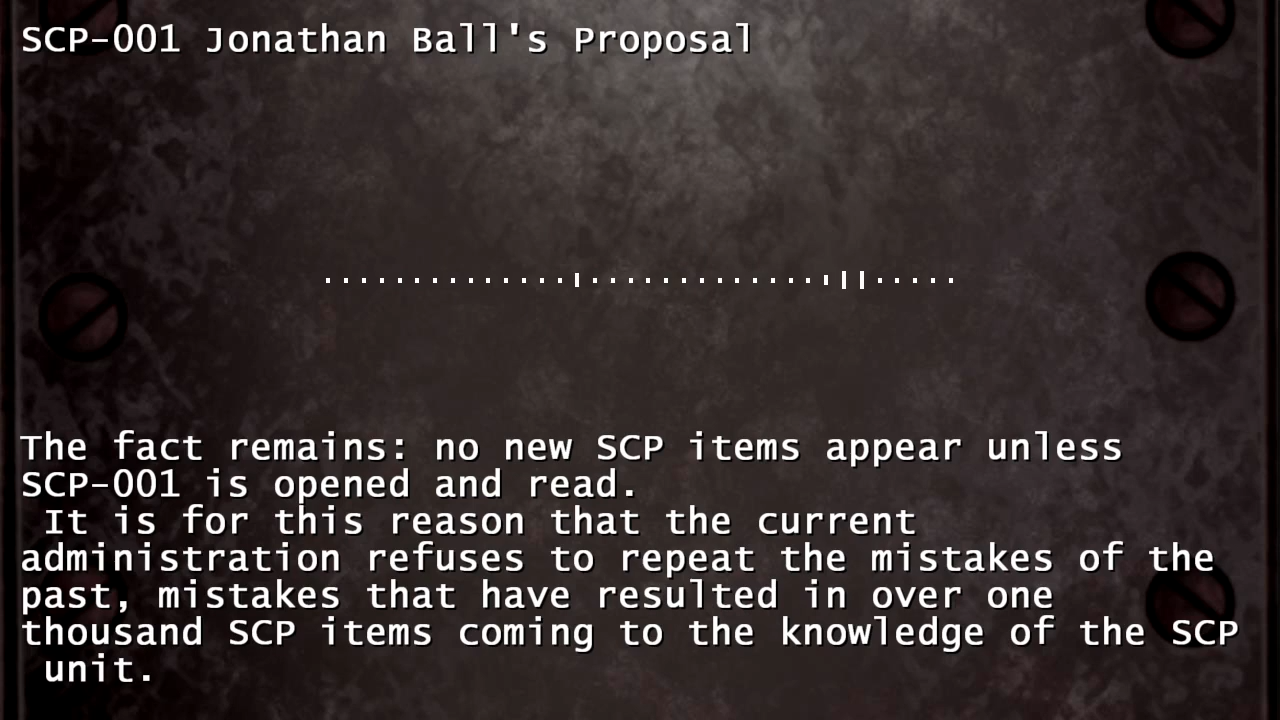 SCP-001 Jonathan Ball's Proposal
The fact remains: no new SCP items appear unless
SCP-001 is opened and read.
It is for this reason that the current
administration refuses to repeat the mistakes of the
past, mistakes that have resulted in over one
thousand SCP items coming to the knowledge of the SCP
unit.